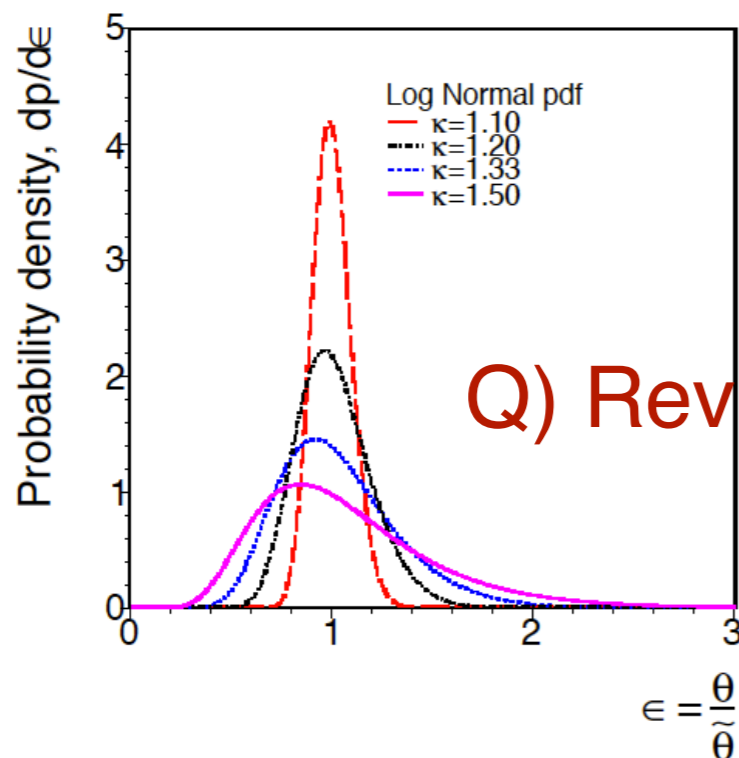 Probability density, dp/dϵ
5
4
3
2
1
0
Log Normal pdf
κ=1.10
κ=1.20
κ=1.33
κ=1.50
Q) Rev
0 1 2 3
ϵ = θ / θ̃